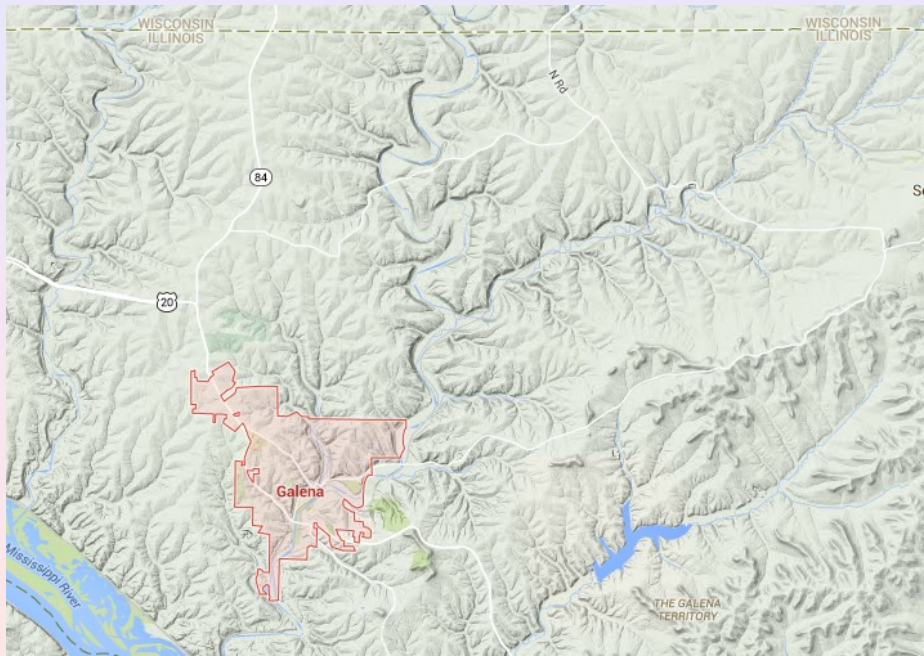 WISCONSIN
ILLINOIS
WISCONSIN
ILLINOIS
N Rd
84
20
Galena
Mississippi River
THE GALENA
TERRITORY